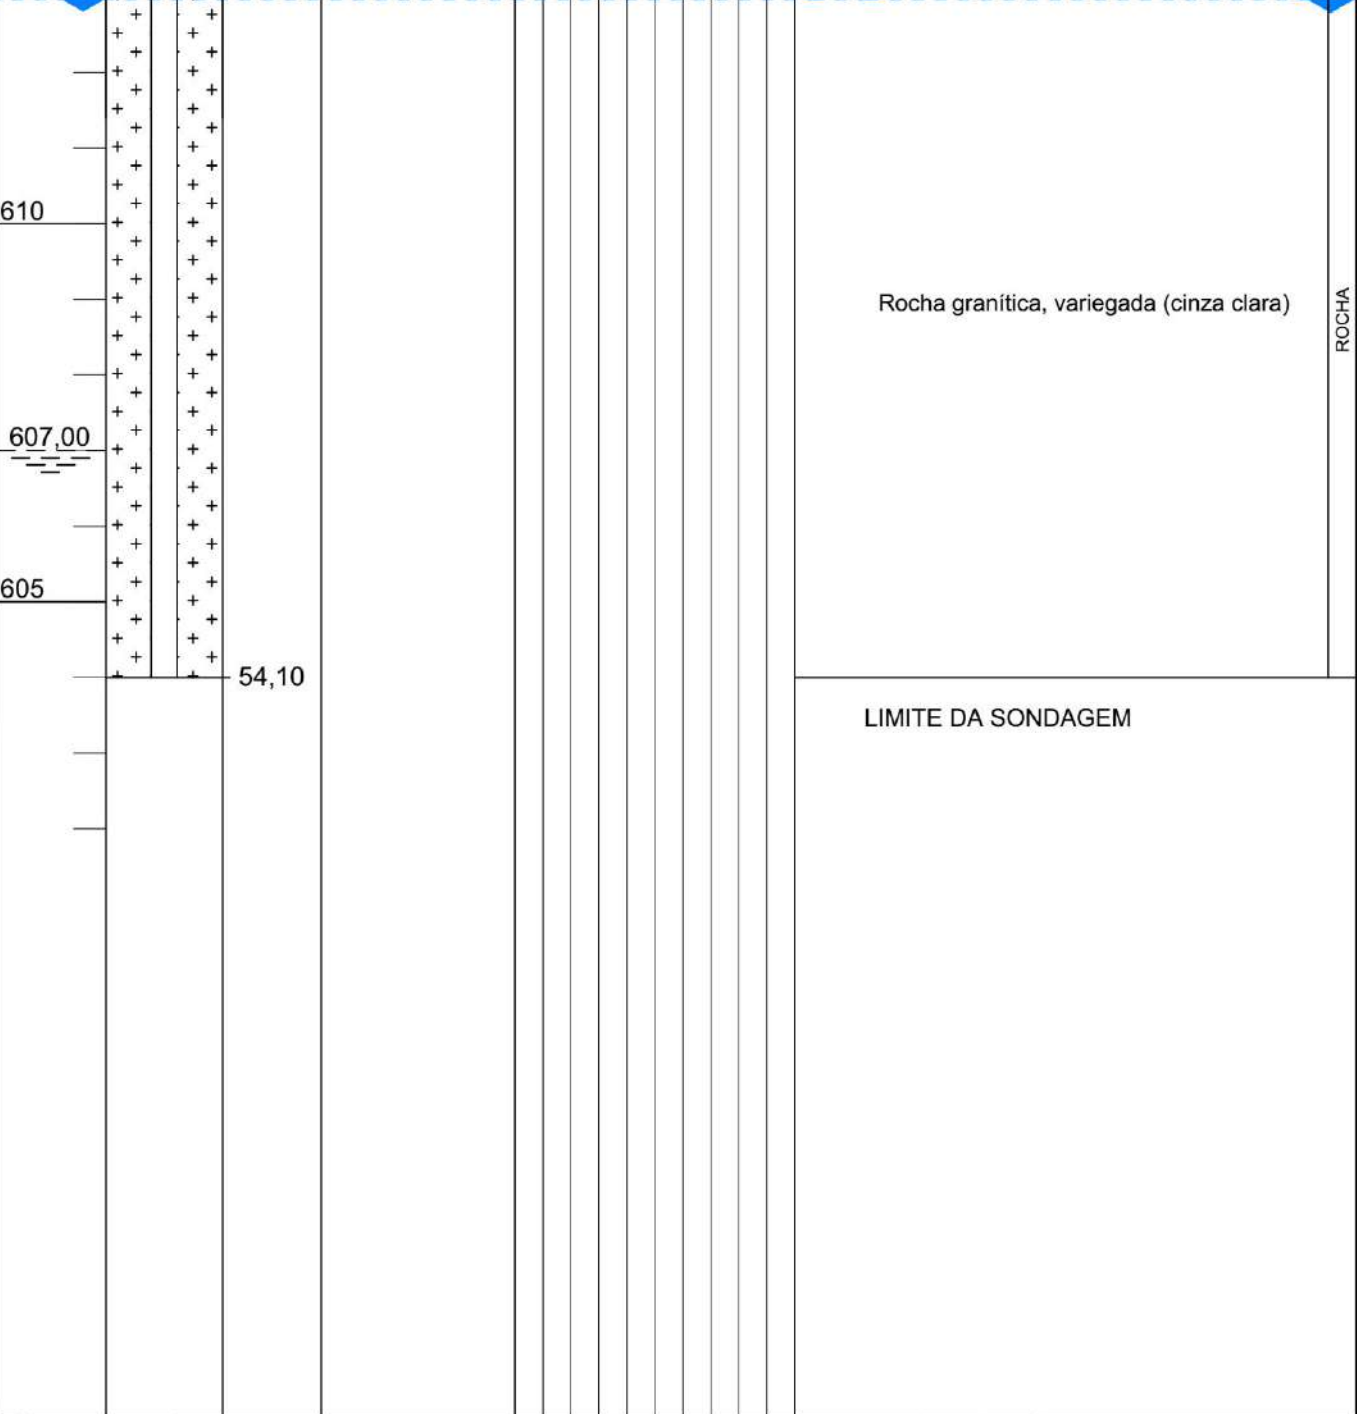 610
Rocha granítica, variegada (cinza clara)
ROCHA
607,00
605
54,10
LIMITE DA SONDAGEM